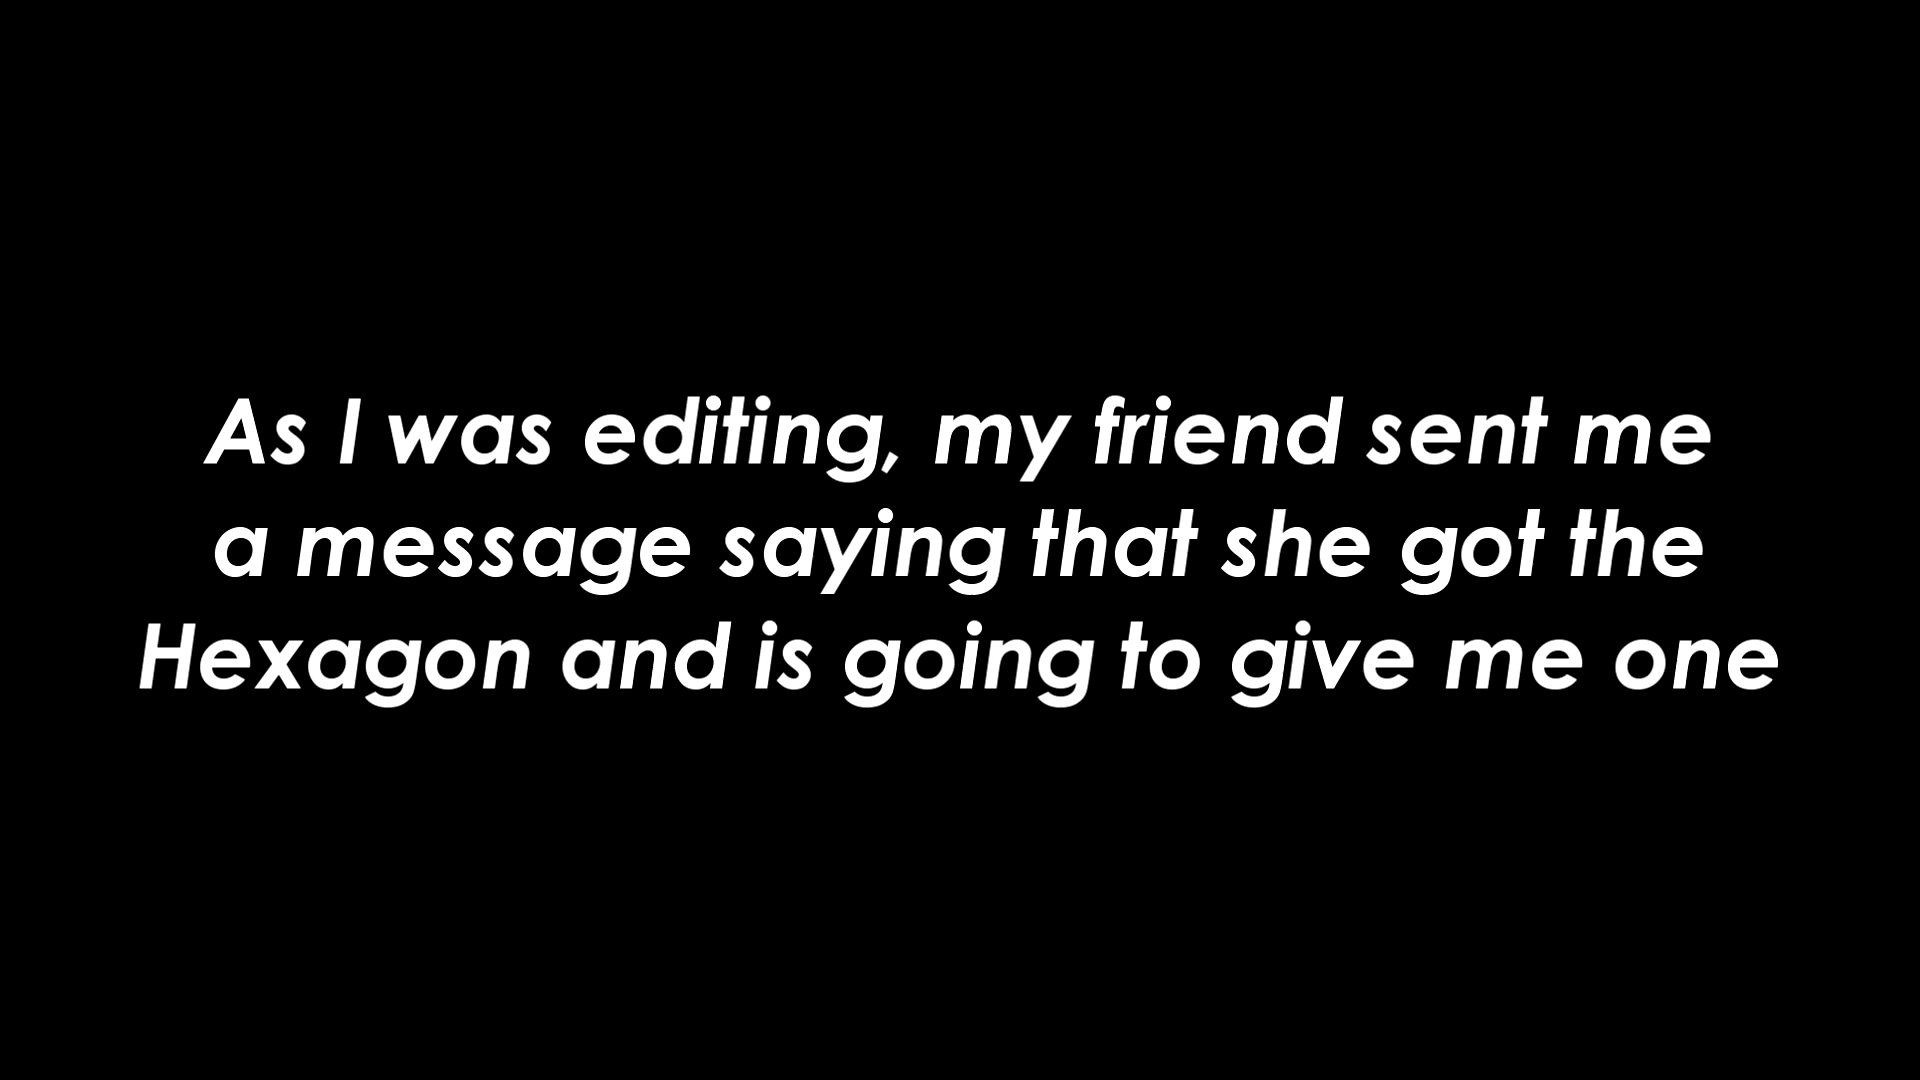 As I was editing, my friend sent me
a message saying that she got the
Hexagon and is going to give me one